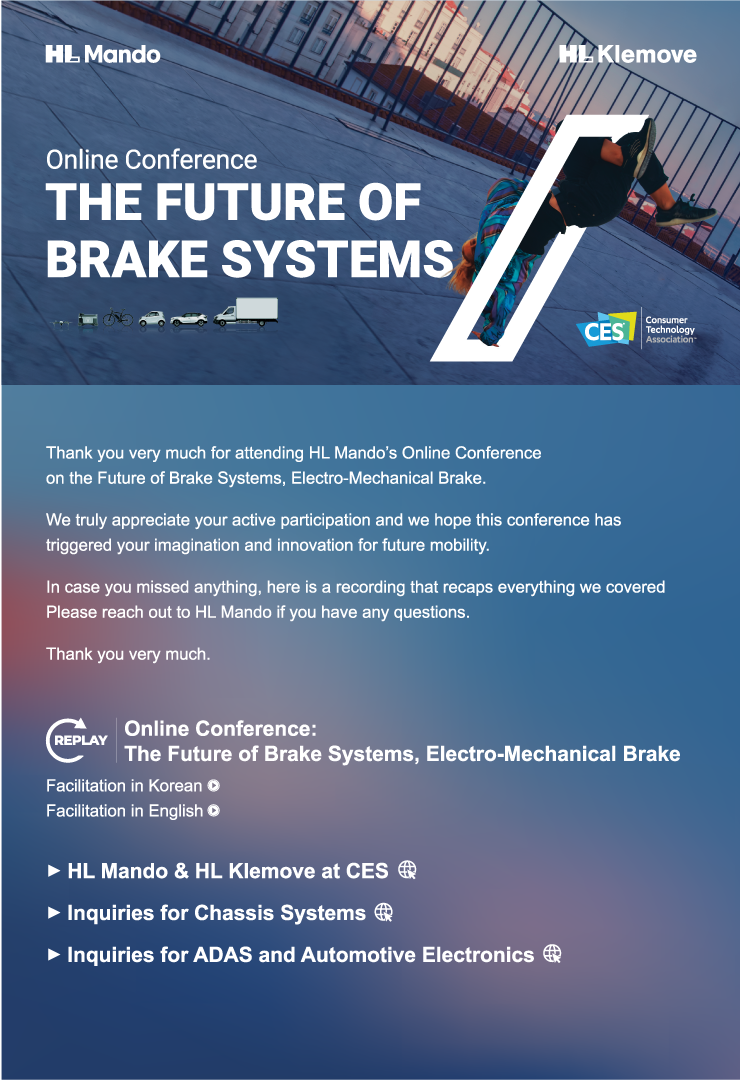 HL Mando
HL Klemove
Online Conference
THE FUTURE OF
BRAKE SYSTEMS
CES
Consumer
Technology
Association
Thank you very much for attending HL Mando’s Online Conference
on the Future of Brake Systems, Electro-Mechanical Brake.
We truly appreciate your active participation and we hope this conference has
triggered your imagination and innovation for future mobility.
In case you missed anything, here is a recording that recaps everything we covered
Please reach out to HL Mando if you have any questions.
Thank you very much.
REPLAY
Online Conference:
The Future of Brake Systems, Electro-Mechanical Brake
Facilitation in Korean
Facilitation in English
HL Mando & HL Klemove at CES
Inquiries for Chassis Systems
Inquiries for ADAS and Automotive Electronics